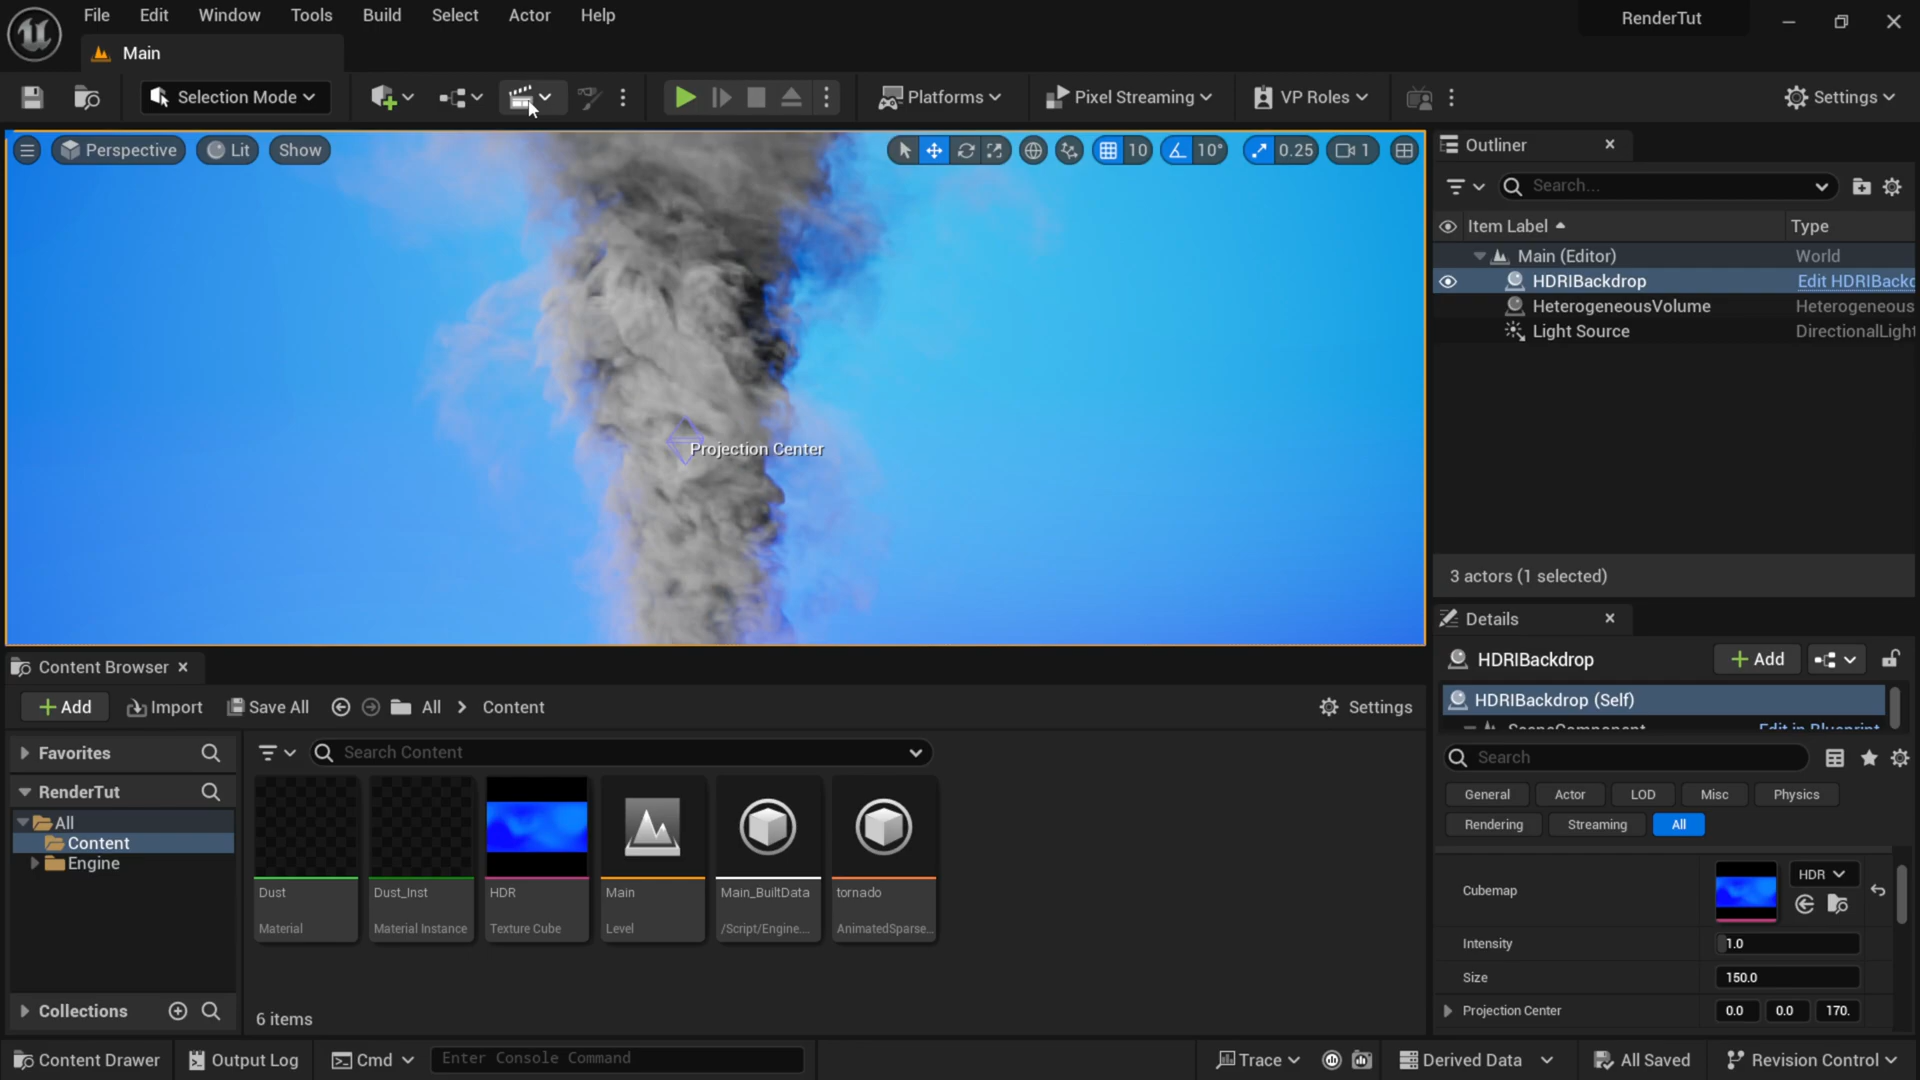 File Edit Window Tools Build Select Actor Help
RenderTut
Main
Selection Mode
Platforms
Pixel Streaming
VP Roles
Settings
Perspective
Lit
Show
10
10°
0.25
1
Projection Center
Outliner
Search...
Item Label
Type
Main (Editor)
World
HDRIBackdrop
Edit HDRIBackd
HeterogeneousVolume
Heterogeneous
Light Source
DirectionalLight
3 actors (1 selected)
Details
HDRIBackdrop
Add
HDRIBackdrop (Self)
SceneComponent
Edit in Blueprint
Search
General
Actor
LOD
Misc
Physics
Rendering
Streaming
All
Cubemap
HDR
Intensity
1.0
Size
150.0
Projection Center
0.0
0.0
170.
Content Browser
Add
Import
Save All
All
Content
Settings
Favorites
Search Content
RenderTut
All
Content
Engine
Collections
Dust
Material
Dust_Inst
Material Instance
HDR
Texture Cube
Main
Level
Main_BuiltData
/Script/Engine....
tornado
AnimatedSparse...
6 items
Content Drawer
Output Log
Cmd
Enter Console Command
Trace
Derived Data
All Saved
Revision Control